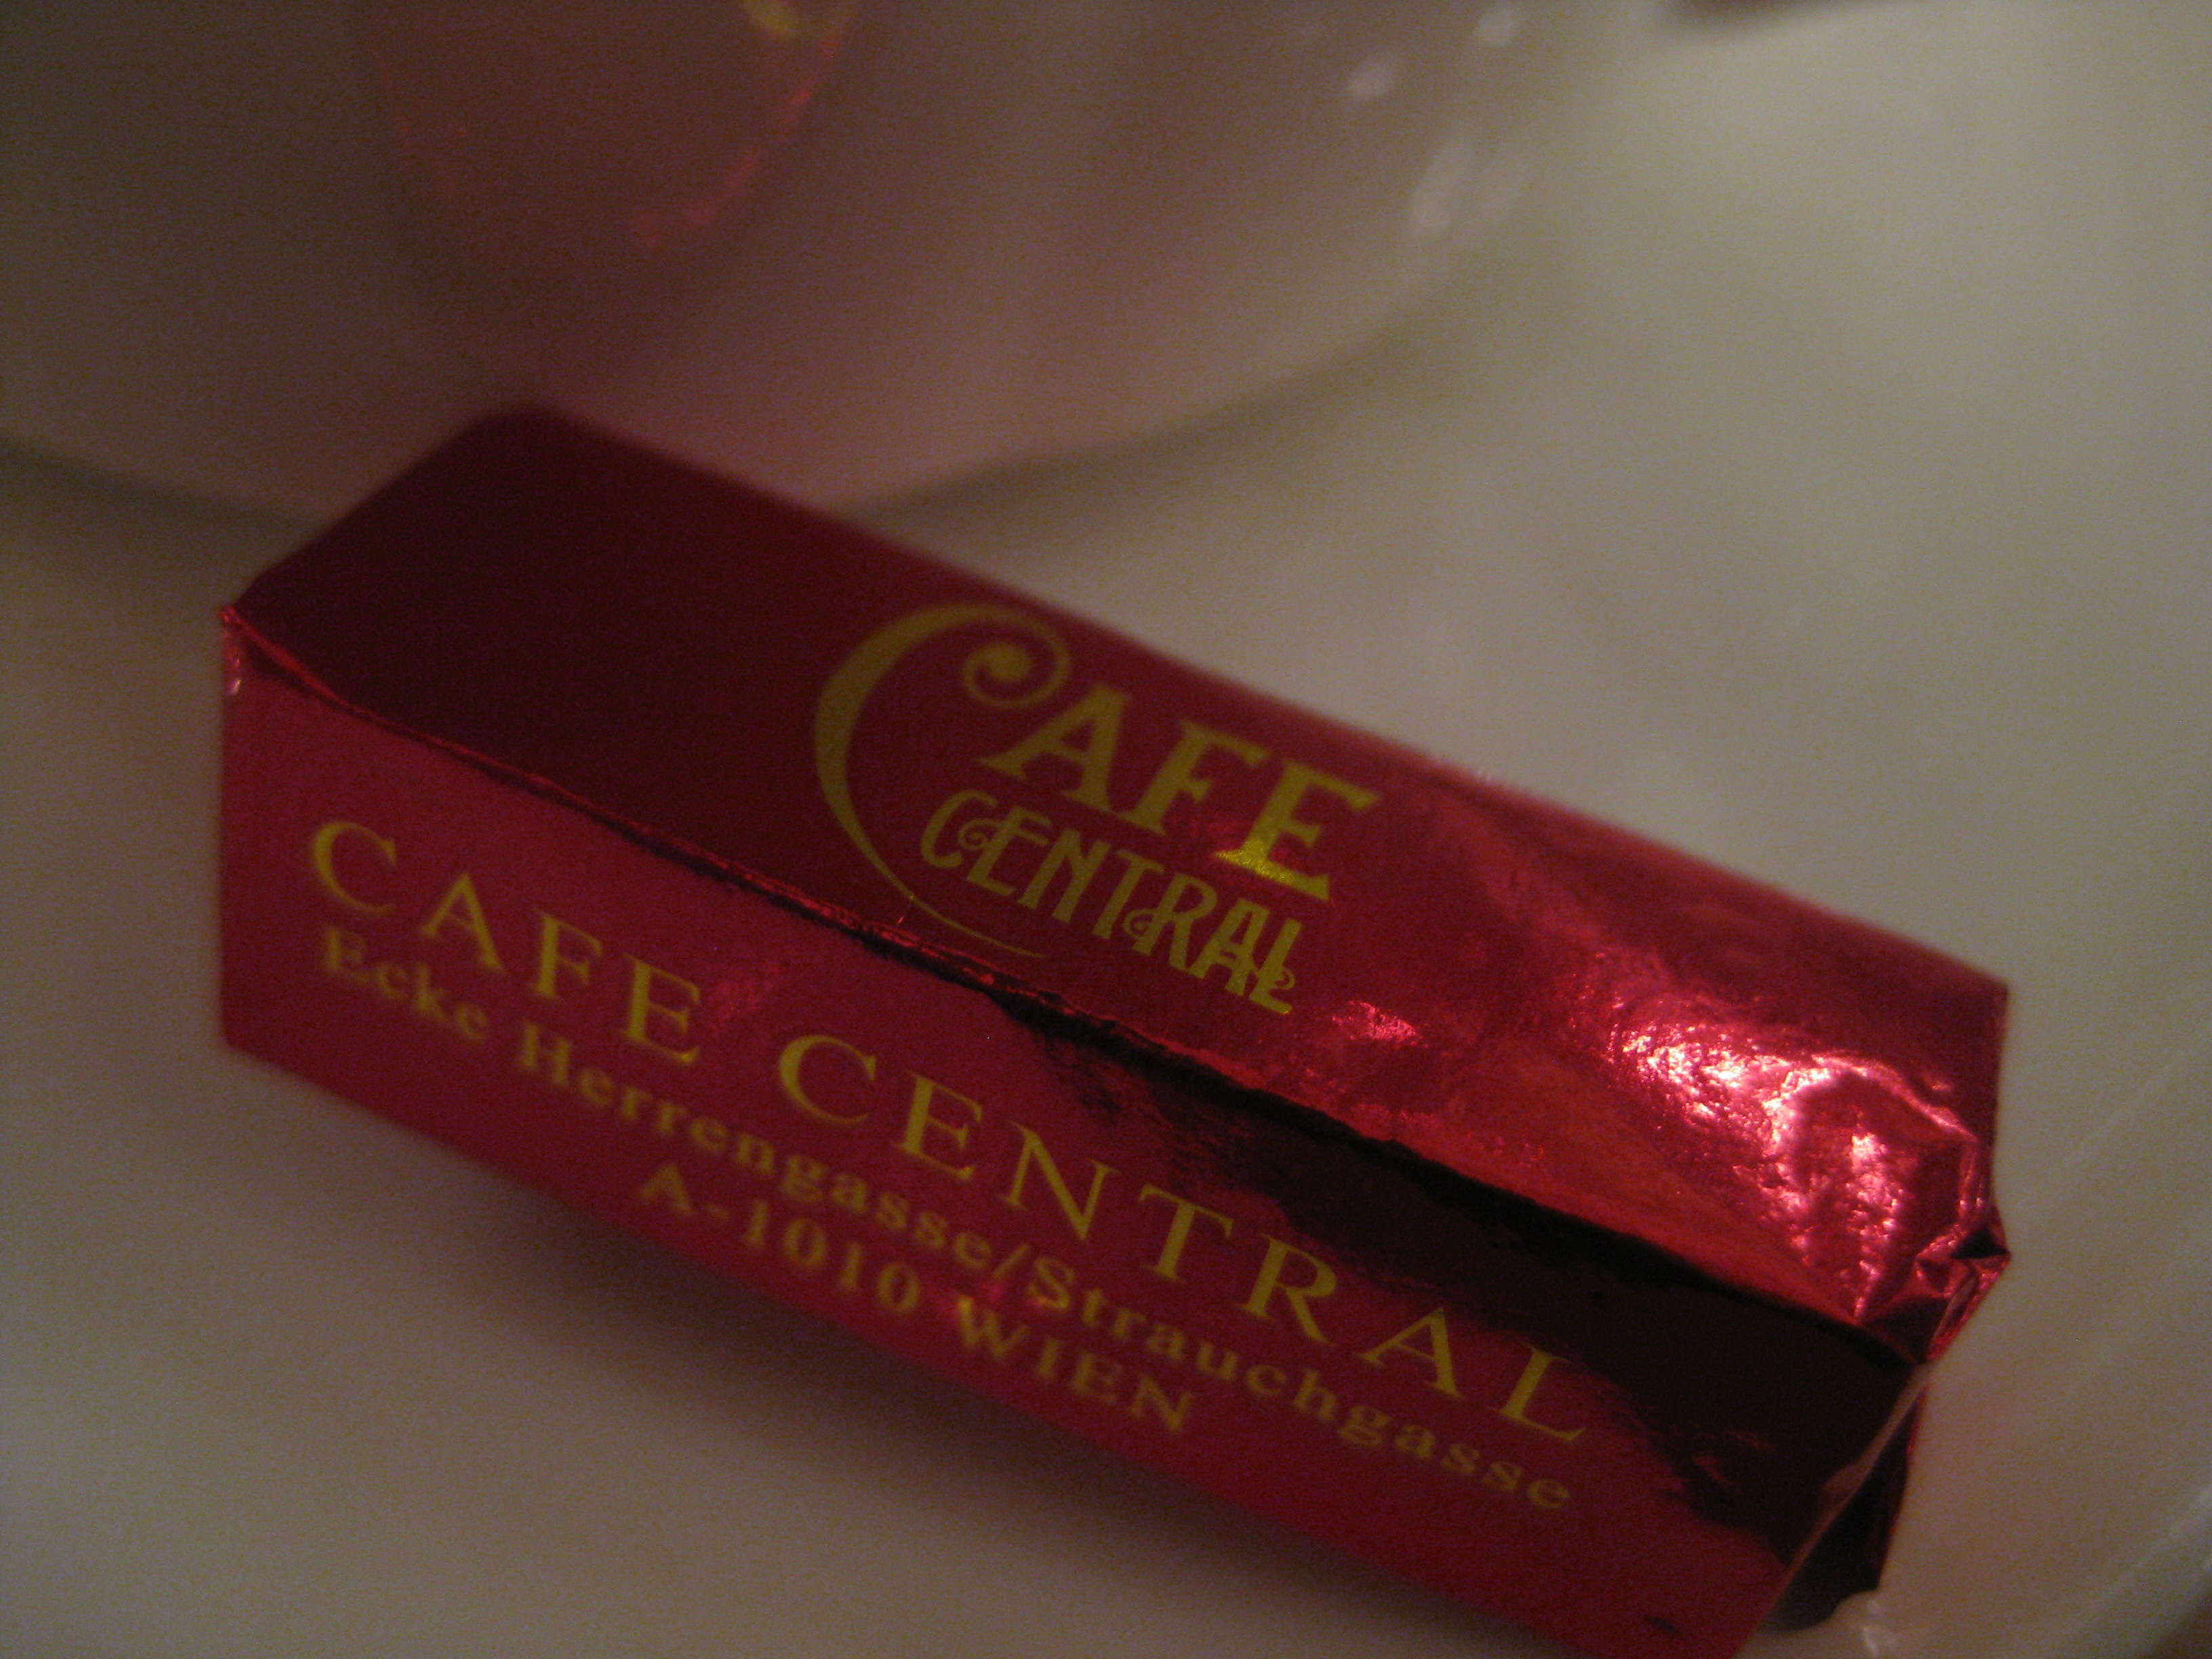 CAFE
CENTRAL
CAFE CENTRAL
Ecke Herrengasse/Strauchgasse
A-1010 WIEN